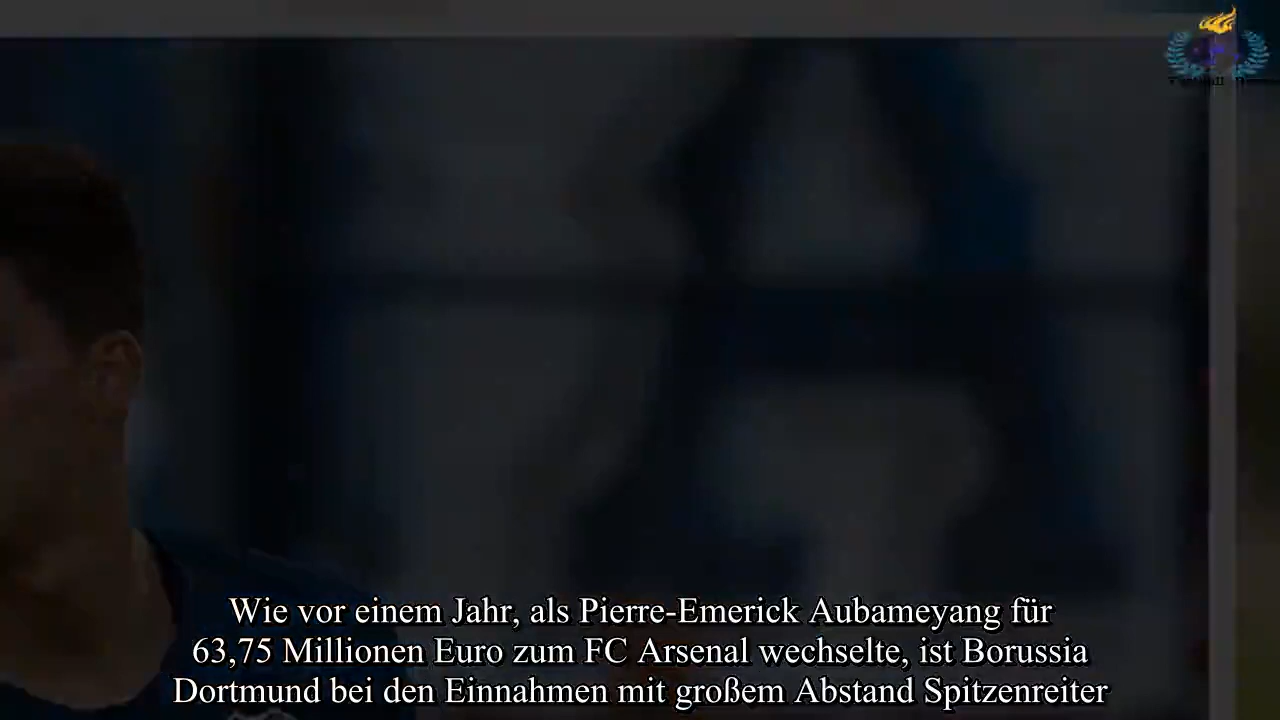 Wie vor einem Jahr, als Pierre-Emerick Aubameyang für
63,75 Millionen Euro zum FC Arsenal wechselte, ist Borussia
Dortmund bei den Einnahmen mit großem Abstand Spitzenreiter